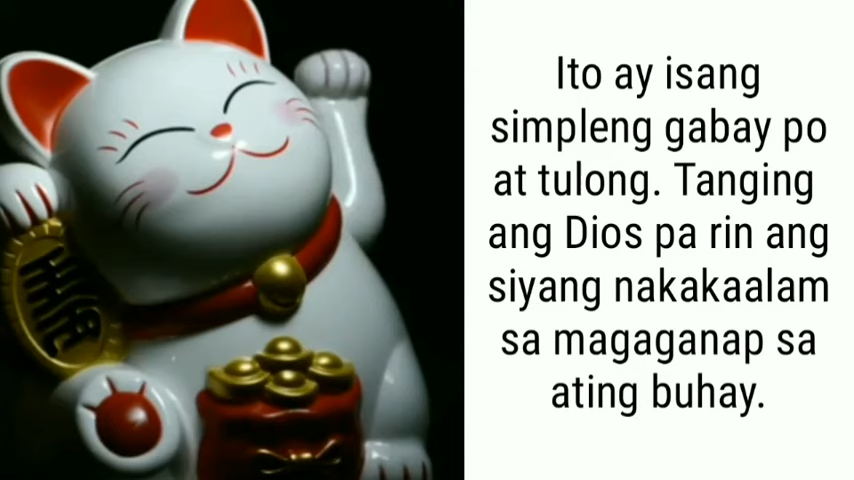 Ito ay isang
simpleng gabay po
at tulong. Tanging
ang Dios pa rin ang
siyang nakakaalam
sa magaganap sa
ating buhay.